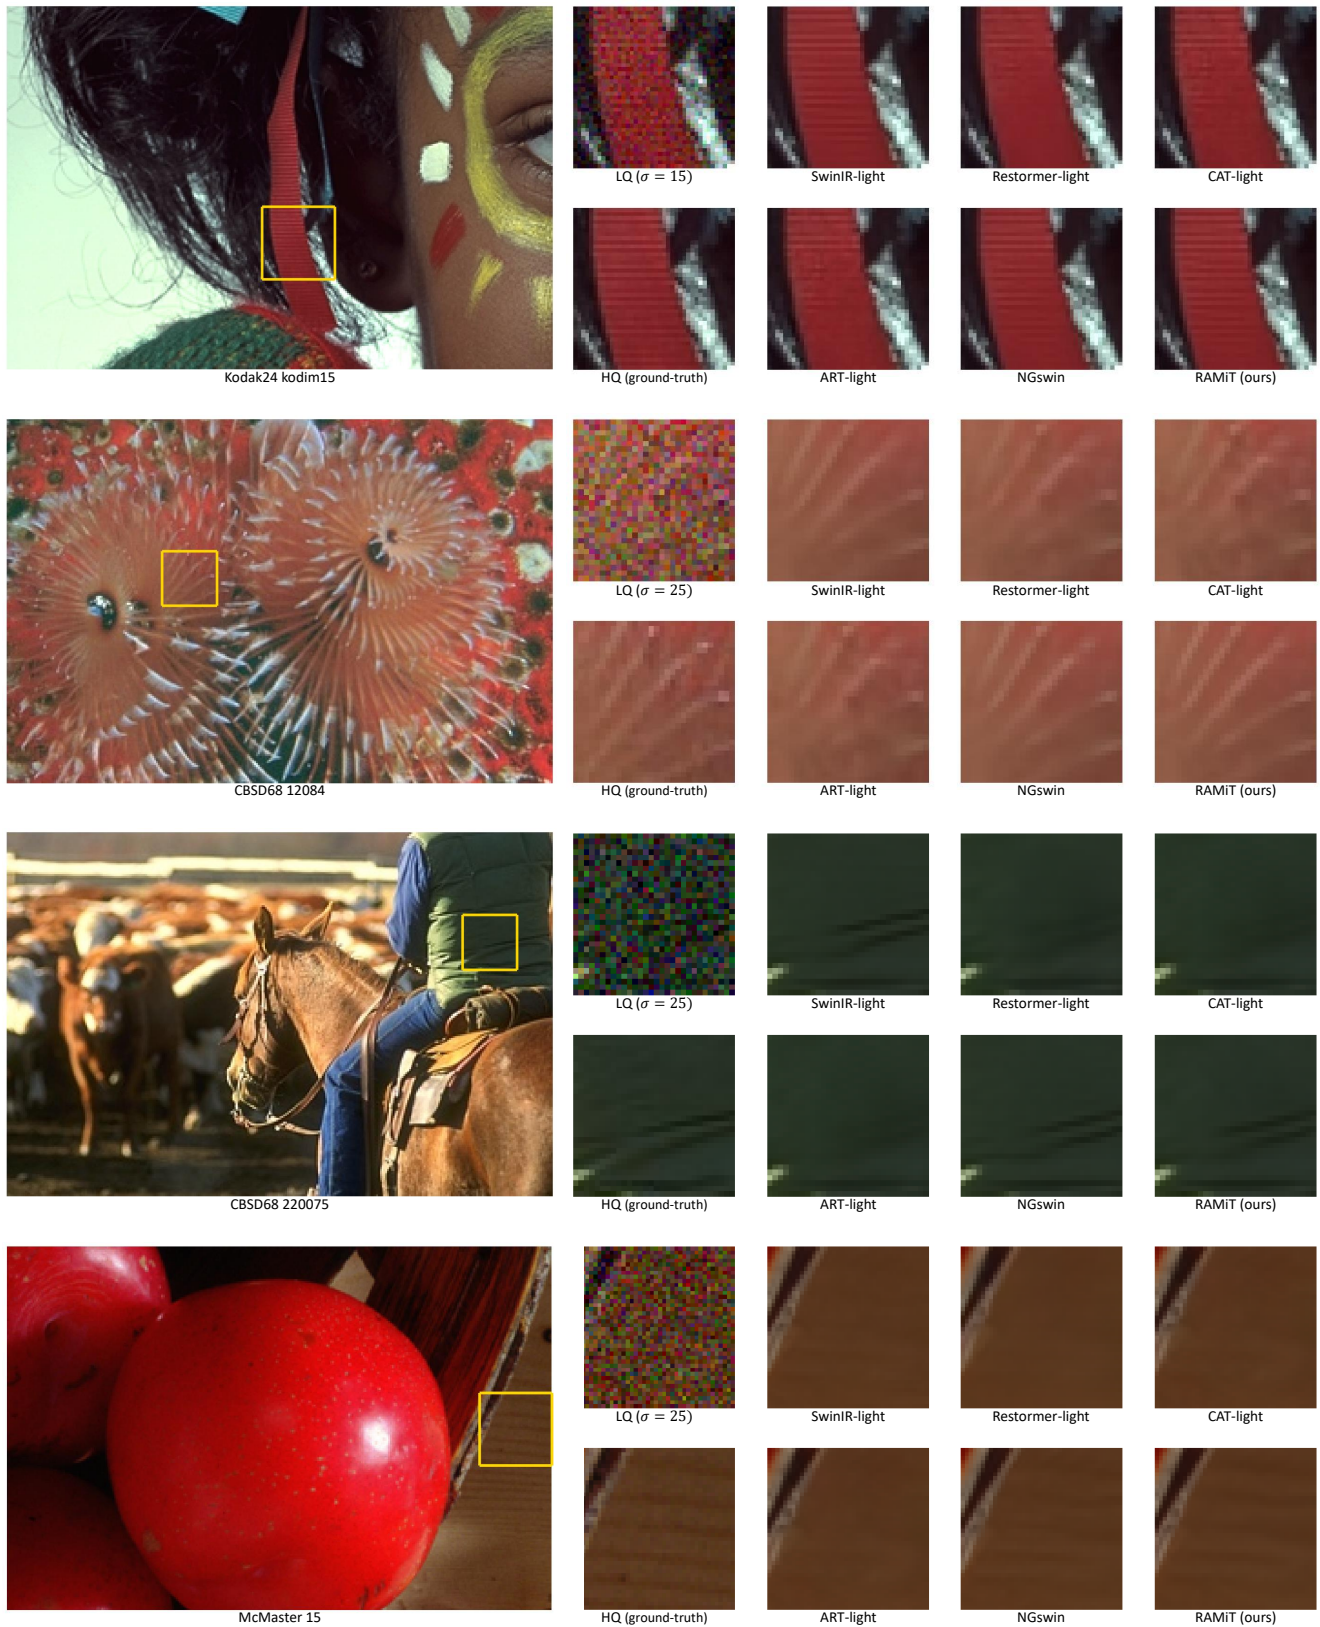 LQ (σ = 15) SwinIR-light Restormer-light CAT-light
Kodak24 kodim15 HQ (ground-truth) ART-light NGswin RAMiT (ours)
LQ (σ = 25) SwinIR-light Restormer-light CAT-light
CBSD68 12084 HQ (ground-truth) ART-light NGswin RAMiT (ours)
LQ (σ = 25) SwinIR-light Restormer-light CAT-light
CBSD68 220075 HQ (ground-truth) ART-light NGswin RAMiT (ours)
LQ (σ = 25) SwinIR-light Restormer-light CAT-light
McMaster 15 HQ (ground-truth) ART-light NGswin RAMiT (ours)